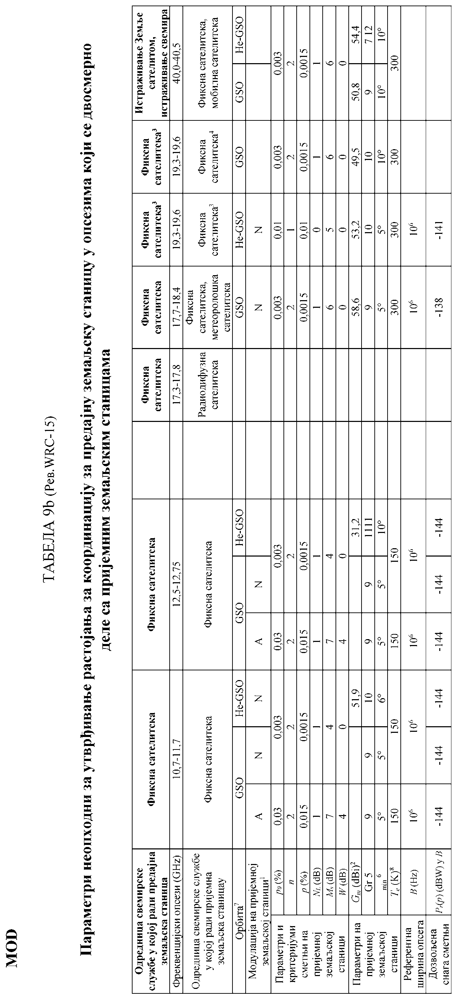 MOD
ТАБЕЛА 9b (Рев. WRC-15)
Параметри неопходни за утврђивање растојања за координацију за предајну земаљску станицу у опсезима који се двосмерно
деле са пријемним земаљским станицама
Одредница свемирске
службе у којој ради предајна
земаљска станица
Фиксна сателитска
Фиксна сателитска
Фиксна
сателитска
Фиксна
сателитска
Фиксна
сателитска³
Фиксна
сателитска³
Истраживање Земље
сателитом,
истраживање свемира
Фреквенцијски опсези (GHz)
10,7-11,7
12,5-12,75
17,3-17,8
17,7-18,4
19,3-19,6
19,3-19,6
40,0-40,5
Одредница свемирске службе
у којој ради пријемна
земаљска станицау
Фиксна сателитска
Фиксна сателитска
Радиодифузна
сателитска
Фиксна
сателитска,
метеоролошка
сателитска
Фиксна
сателитска³
Фиксна
сателитска⁴
Фиксна сателитска,
мобилна сателитска
Орбита⁷
GSO
Не-GSO
GSO
Не-GSO
GSO
Не-GSO
GSO
GSO
Не-GSO
Модулација на пријемној
земаљској станици¹
A
N
N
A
N
N
N
Параметри и
критеријуми
сметњи на
пријемној
земаљској
станици
p₀ (%)
0,03
0,003
0,03
0,003
0,003
0,01
0,003
0,003
n
2
2
2
2
2
1
2
2
p (%)
0,015
0,0015
0,015
0,0015
0,0015
0,01
0,0015
0,0015
N_L (dB)
1
1
1
1
1
0
1
1
M_s (dB)
7
4
7
4
6
5
6
6
W (dB)
4
0
4
0
0
0
0
0
Параметри на
пријемној
земаљској
станици
G_m (dBi)²
51,9
31,2
58,6
53,2
49,5
50,8
54,4
Gr 5
9
9
10
9
9
1111
9
10
10
9
7 12
min ⁶
5°
5°
6°
5°
5°
10°
5°
5°
10°
10°
10°
T_e (K)⁸
150
150
150
150
300
300
300
300
Референтна
ширина опсега
B (Hz)
10⁶
10⁶
10⁶
10⁶
10⁶
10⁶
Дозвољена
снага сметњи
P_r(p) (dBW) у B
-144
-144
-144
-144
-144
-144
-138
-141